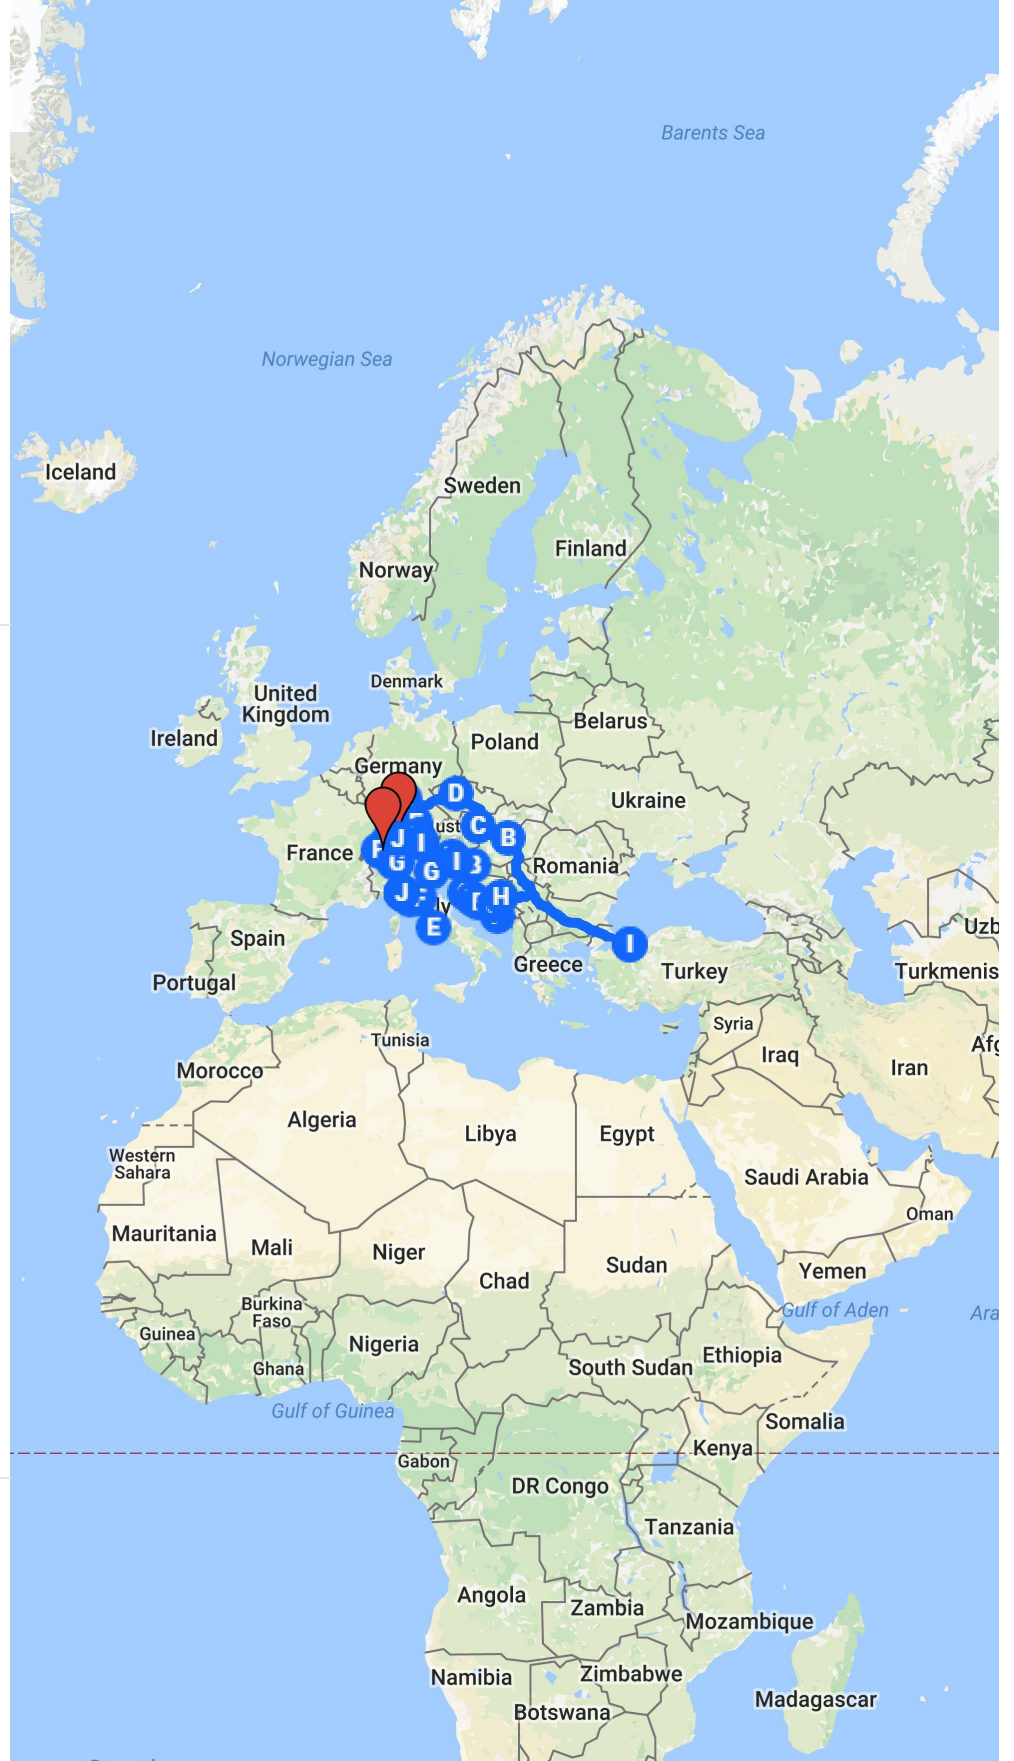 Barents Sea
Norwegian Sea
Iceland
Sweden
Finland
Norway
Denmark
United
Kingdom
Ireland
Belarus
Poland
Germany
D
Ukraine
C
ust
B
J
I
France
F
G
I
B
Romania
G
J
H
ly
E
Spain
I
Greece
Turkey
Portugal
Uzb
Turkmenis
Syria
Tunisia
Iraq
Afg
Iran
Morocco
Algeria
Libya
Egypt
Western
Sahara
Saudi Arabia
Oman
Mauritania
Mali
Niger
Sudan
Yemen
Chad
Burkina
Faso
Gulf of Aden
Ara
Guinea
Nigeria
Ethiopia
Ghana
South Sudan
Gulf of Guinea
Somalia
Kenya
Gabon
DR Congo
Tanzania
Angola
Zambia
Mozambique
Namibia
Zimbabwe
Madagascar
Botswana